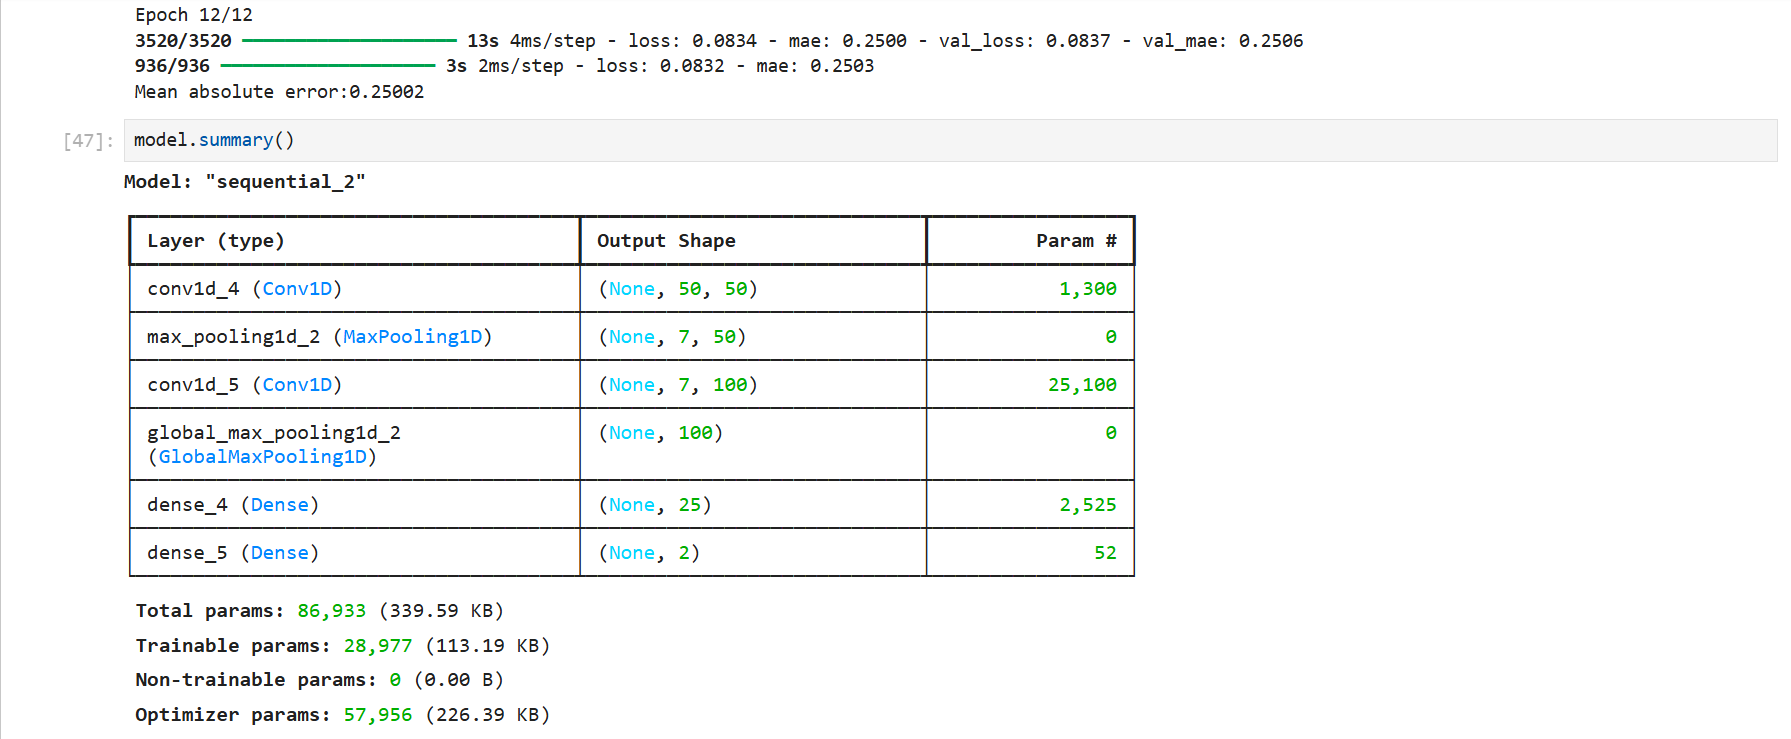 Epoch 12/12
3520/3520 ━━━━━━━━━━━━━━━━━━━━ 13s 4ms/step - loss: 0.0834 - mae: 0.2500 - val_loss: 0.0837 - val_mae: 0.2506
936/936 ━━━━━━━━━━━━━━━━━━━━ 3s 2ms/step - loss: 0.0832 - mae: 0.2503
Mean absolute error:0.25002
[47]: model.summary()
Model: "sequential_2"
Layer (type) Output Shape Param #
conv1d_4 (Conv1D) (None, 50, 50) 1,300
max_pooling1d_2 (MaxPooling1D) (None, 7, 50) 0
conv1d_5 (Conv1D) (None, 7, 100) 25,100
global_max_pooling1d_2 (None, 100) 0
(GlobalMaxPooling1D)
dense_4 (Dense) (None, 25) 2,525
dense_5 (Dense) (None, 2) 52
Total params: 86,933 (339.59 KB)
Trainable params: 28,977 (113.19 KB)
Non-trainable params: 0 (0.00 B)
Optimizer params: 57,956 (226.39 KB)